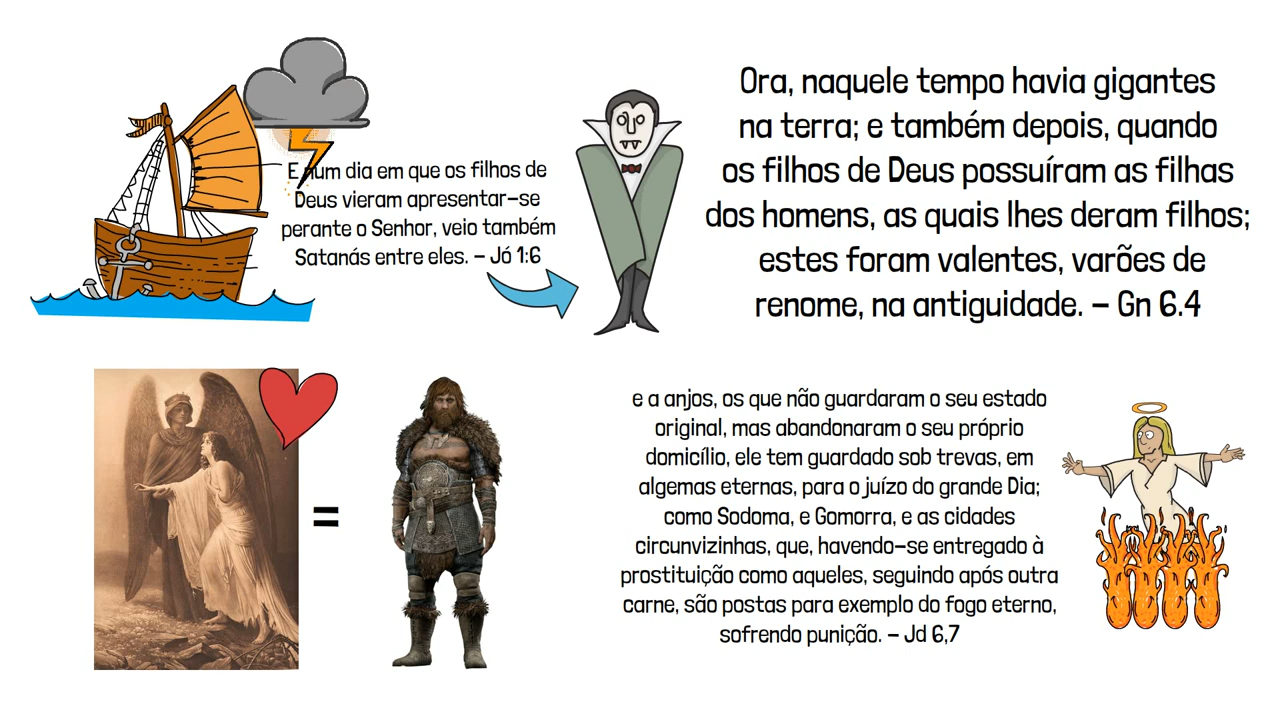 E num dia em que os filhos de
Deus vieram apresentar-se
perante o Senhor, veio também
Satanás entre eles. – Jó 1:6
Ora, naquele tempo havia gigantes
na terra; e também depois, quando
os filhos de Deus possuíram as filhas
dos homens, as quais lhes deram filhos;
estes foram valentes, varões de
renome, na antiguidade. – Gn 6.4
=
e a anjos, os que não guardaram o seu estado
original, mas abandonaram o seu próprio
domicílio, ele tem guardado sob trevas, em
algemas eternas, para o juízo do grande Dia;
como Sodoma, e Gomorra, e as cidades
circunvizinhas, que, havendo-se entregado à
prostituição como aqueles, seguindo após outra
carne, são postas para exemplo do fogo eterno,
sofrendo punição. – Jd 6,7